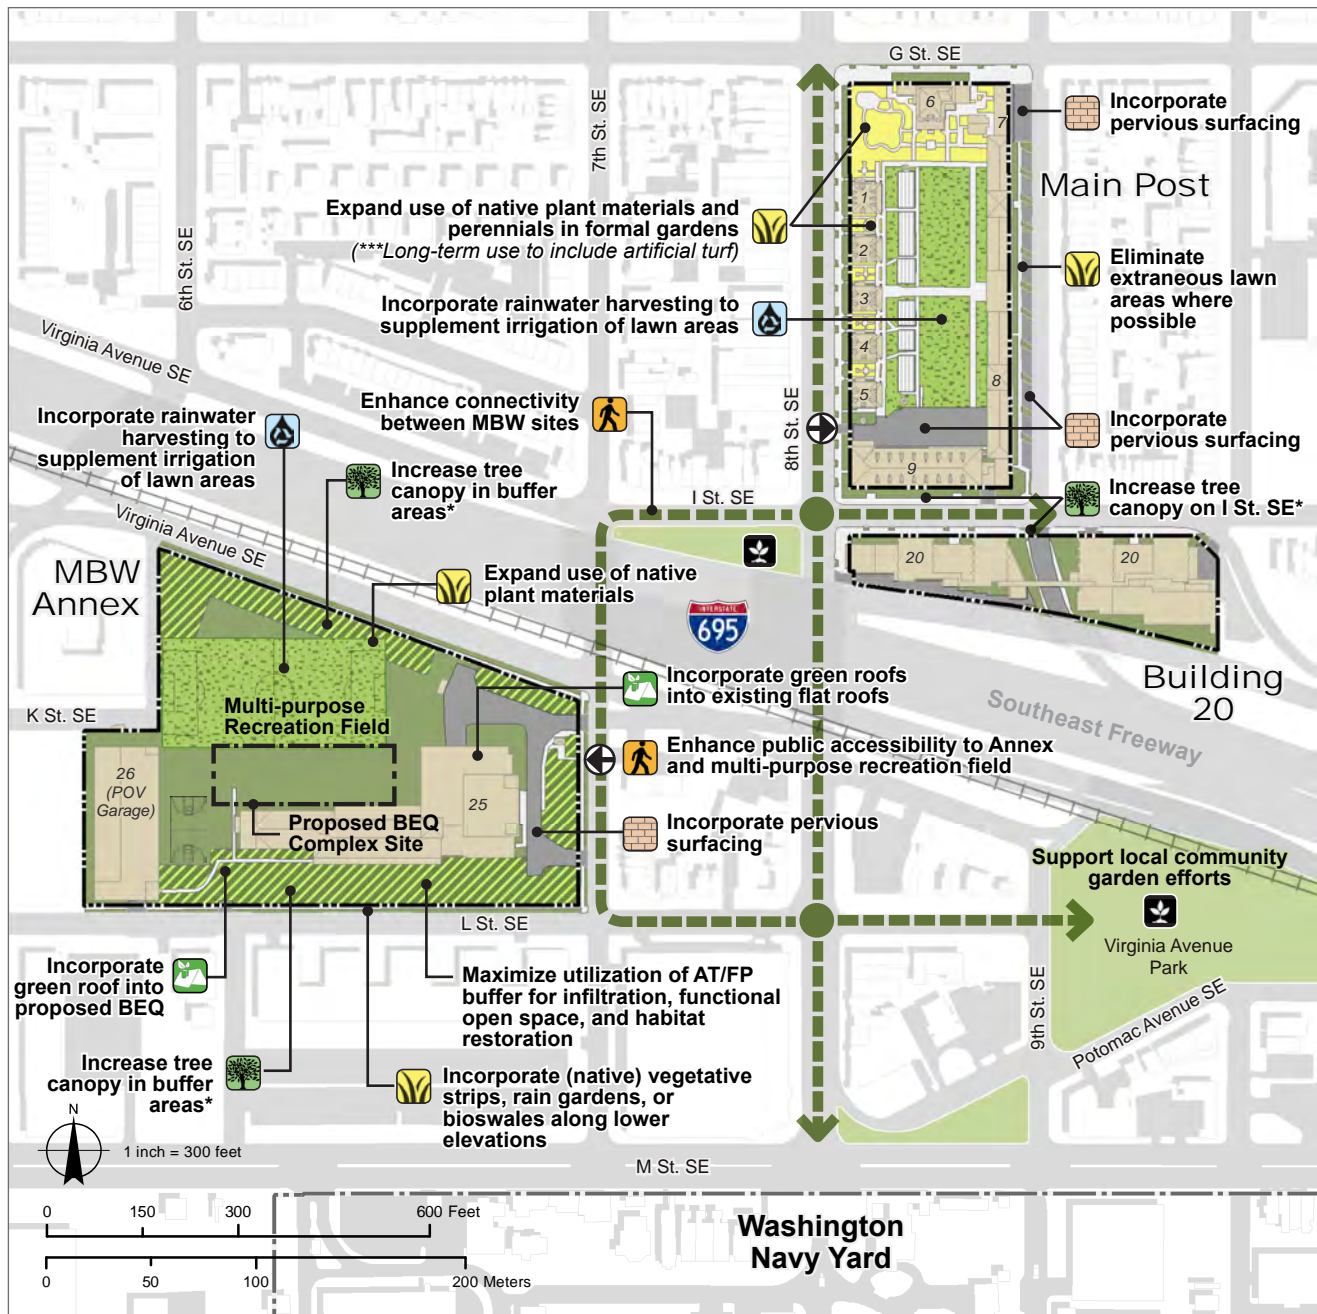 G St. SE
6
7
Incorporate
pervious surfacing
Main Post
7th St. SE
Expand use of native plant materials and
perennials in formal gardens
(***Long-term use to include artificial turf)
1
2
3
4
5
8
9
Eliminate
extraneous lawn
areas where
possible
6th St. SE
Incorporate rainwater harvesting to
supplement irrigation of lawn areas
Virginia Avenue SE
Enhance connectivity
between MBW sites
8th St. SE
Incorporate
pervious surfacing
Incorporate rainwater
harvesting to
supplement irrigation
of lawn areas
Increase tree
canopy in buffer
areas*
I St. SE
Increase tree
canopy on I St. SE*
Virginia Avenue SE
MBW
Annex
Expand use of native
plant materials
20
20
INTERSTATE
695
Building
20
Southeast Freeway
Incorporate green roofs
into existing flat roofs
K St. SE
Multi-purpose
Recreation Field
Enhance public accessibility to Annex
and multi-purpose recreation field
26
(POV
Garage)
25
Proposed BEQ
Complex Site
Incorporate pervious
surfacing
Support local community
garden efforts
Virginia Avenue
Park
L St. SE
Incorporate
green roof into
proposed BEQ
Maximize utilization of AT/FP
buffer for infiltration, functional
open space, and habitat
restoration
9th St. SE
Potomac Avenue SE
Increase tree
canopy in buffer
areas*
Incorporate (native) vegetative
strips, rain gardens, or
bioswales along lower
elevations
N
1 inch = 300 feet
M St. SE
0 150 300 600 Feet
0 50 100 200 Meters
Washington
Navy Yard